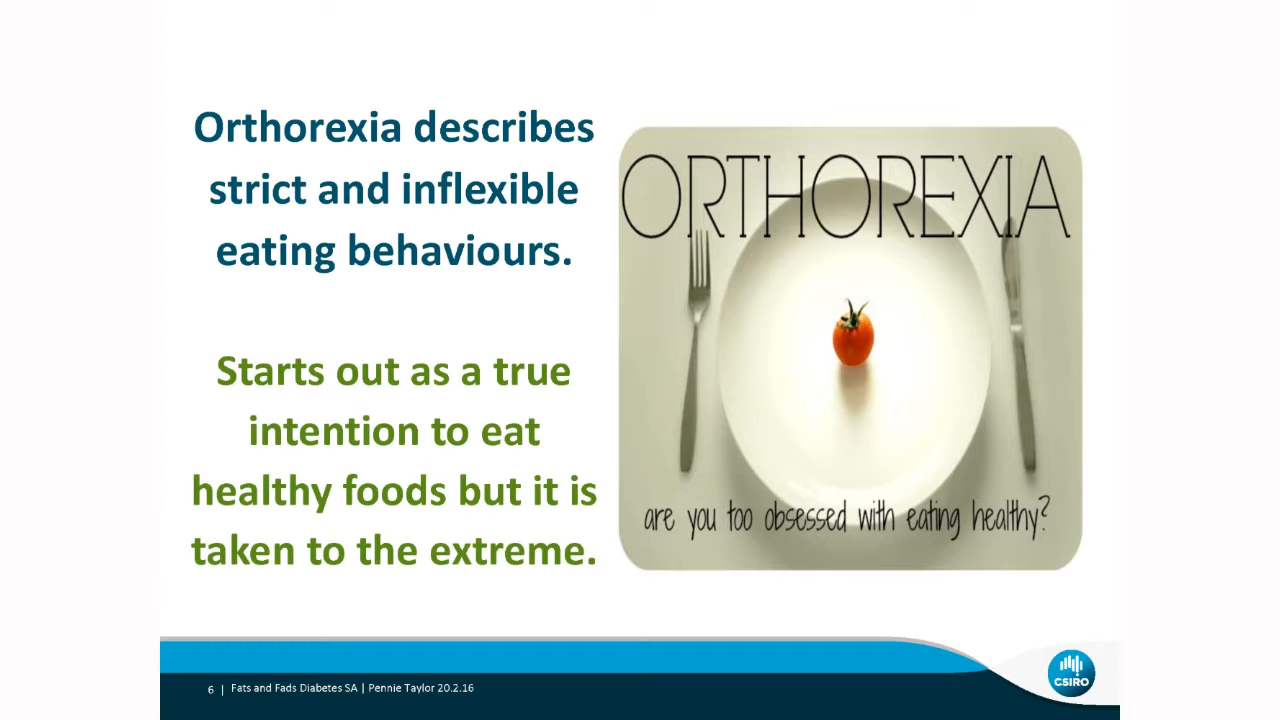 Orthorexia describes
strict and inflexible
eating behaviours.
Starts out as a true
intention to eat
healthy foods but it is
taken to the extreme.
ORTHOREXIA
are you too obsessed with eating healthy?
6 | Fats and Fads Diabetes SA | Pennie Taylor 20.2.16
CSIRO